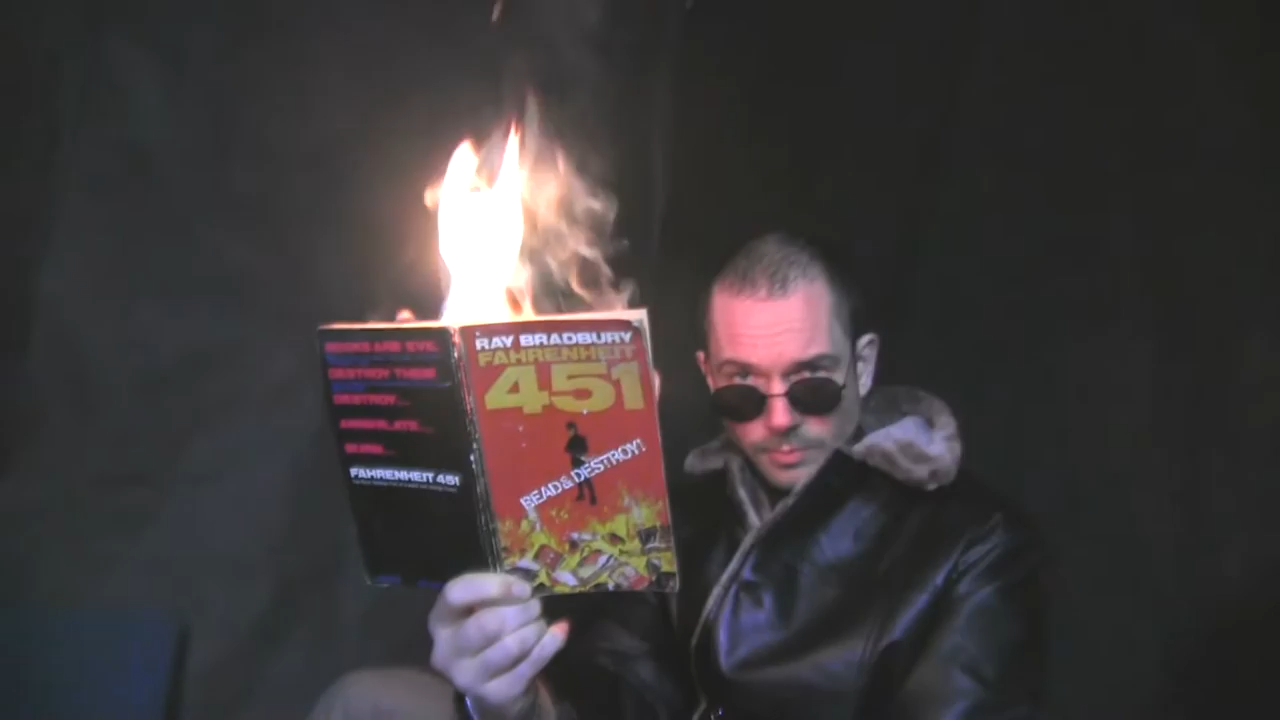 BOOKS ARE EVIL.
DESTROY THEM
DESTROY...
ANNIHILATE...
BURN...
FAHRENHEIT 451
RAY BRADBURY
FAHRENHEIT
451
READ & DESTROY!